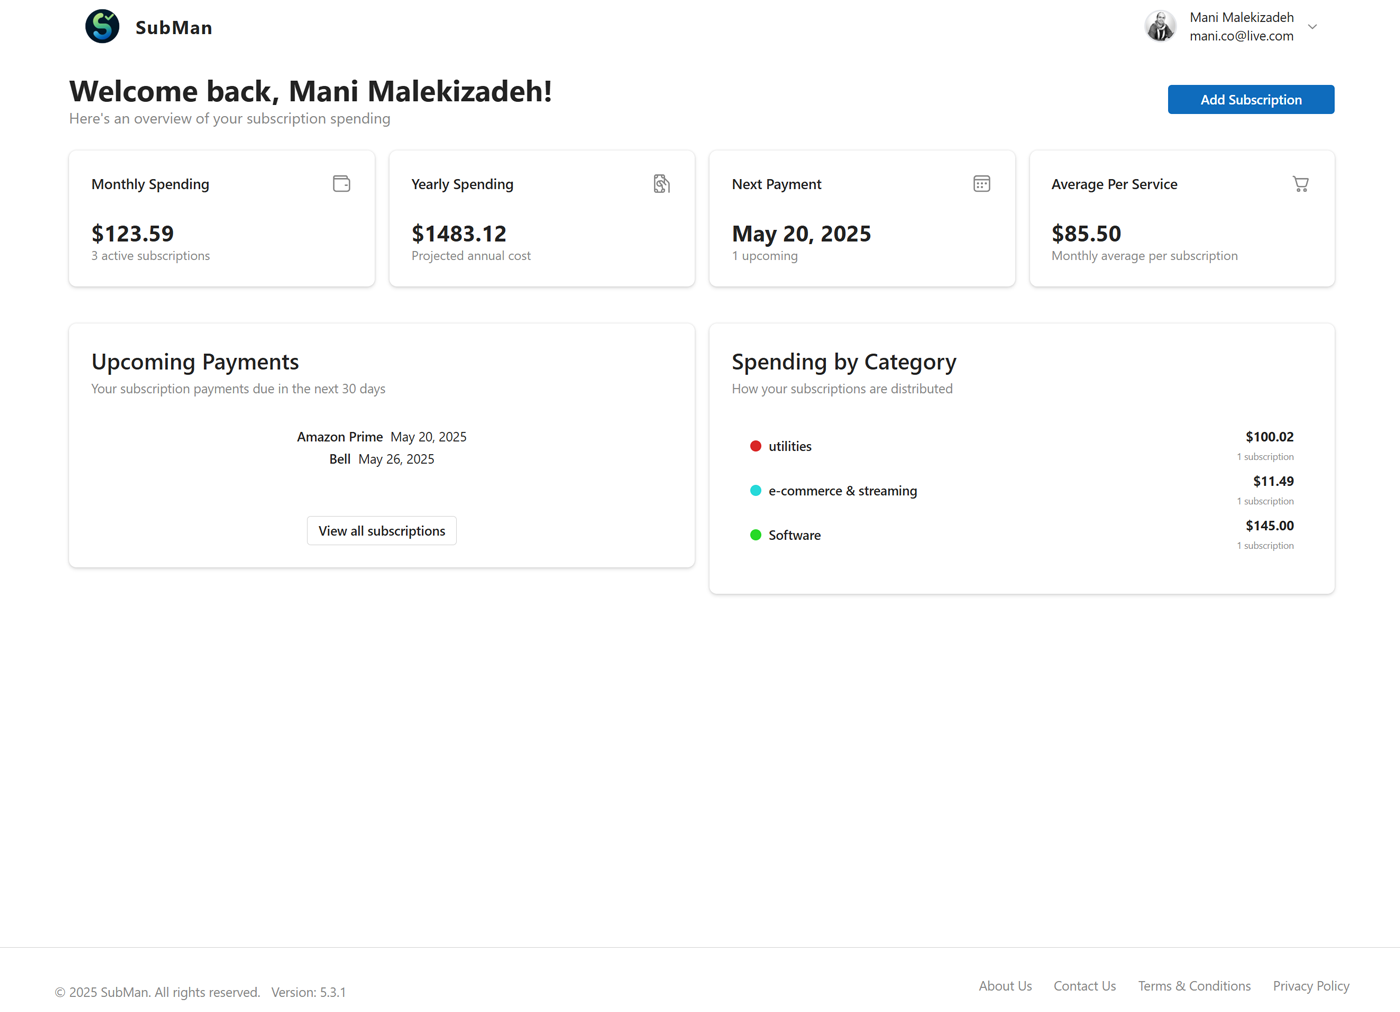 SubMan
Mani Malekizadeh
mani.co@live.com
Welcome back, Mani Malekizadeh!
Here's an overview of your subscription spending
Add Subscription
Monthly Spending
$123.59
3 active subscriptions
Yearly Spending
$1483.12
Projected annual cost
Next Payment
May 20, 2025
1 upcoming
Average Per Service
$85.50
Monthly average per subscription
Upcoming Payments
Your subscription payments due in the next 30 days
Amazon Prime May 20, 2025
Bell May 26, 2025
View all subscriptions
Spending by Category
How your subscriptions are distributed
utilities
$100.02
1 subscription
e-commerce & streaming
$11.49
1 subscription
Software
$145.00
1 subscription
© 2025 SubMan. All rights reserved. Version: 5.3.1
About Us Contact Us Terms & Conditions Privacy Policy